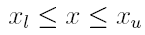 x_l ≤ x ≤ x_u